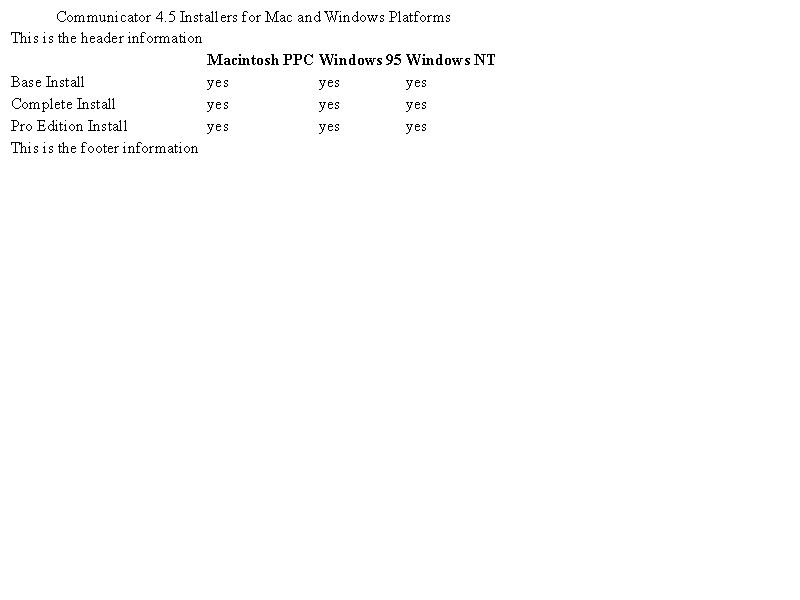 Communicator 4.5 Installers for Mac and Windows Platforms
This is the header information
Macintosh PPC Windows 95 Windows NT
Base Install yes yes yes
Complete Install yes yes yes
Pro Edition Install yes yes yes
This is the footer information